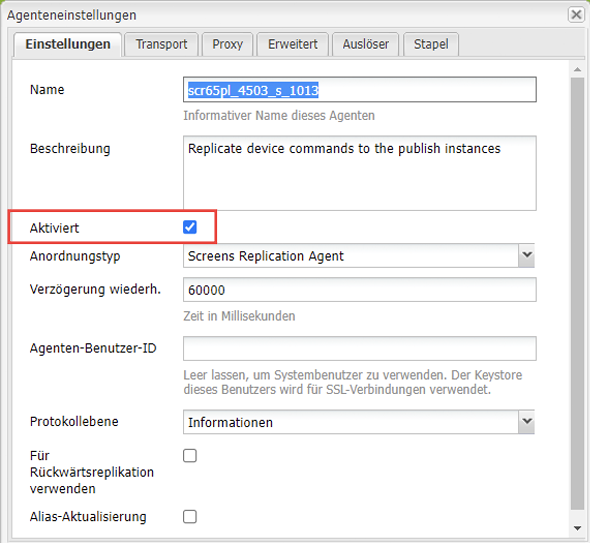 Agenteneinstellungen
Einstellungen Transport Proxy Erweitert Auslöser Stapel
Name scr65pl_4503_s_1013
Informativer Name dieses Agenten
Beschreibung Replicate device commands to the publish instances
Aktiviert
Anordnungstyp Screens Replication Agent
Verzögerung wiederh. 60000
Zeit in Millisekunden
Agenten-Benutzer-ID
Leer lassen, um Systembenutzer zu verwenden. Der Keystore
dieses Benutzers wird für SSL-Verbindungen verwendet.
Protokollebene Informationen
Für
Rückwärtsreplikation
verwenden
Alias-Aktualisierung